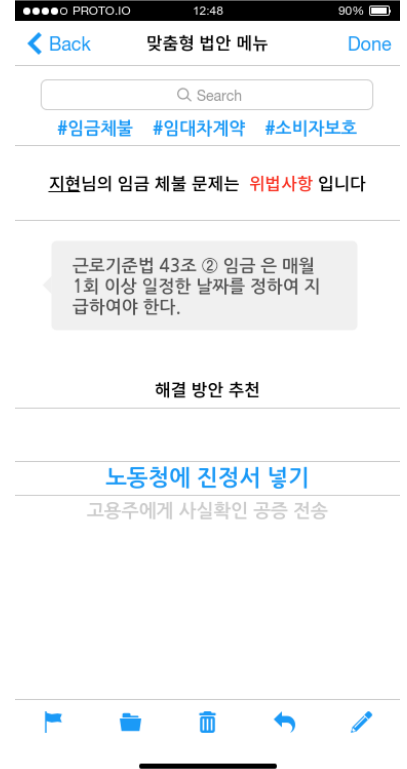 PROTO.IO 12:48 90%
Back 맞춤형 법안 메뉴 Done
Search
#임금체불 #임대차계약 #소비자보호
지현님의 임금 체불 문제는 위법사항 입니다
근로기준법 43조 ② 임금 은 매월
1회 이상 일정한 날짜를 정하여 지
급하여야 한다.
해결 방안 추천
노동청에 진정서 넣기
고용주에게 사실확인 공증 전송